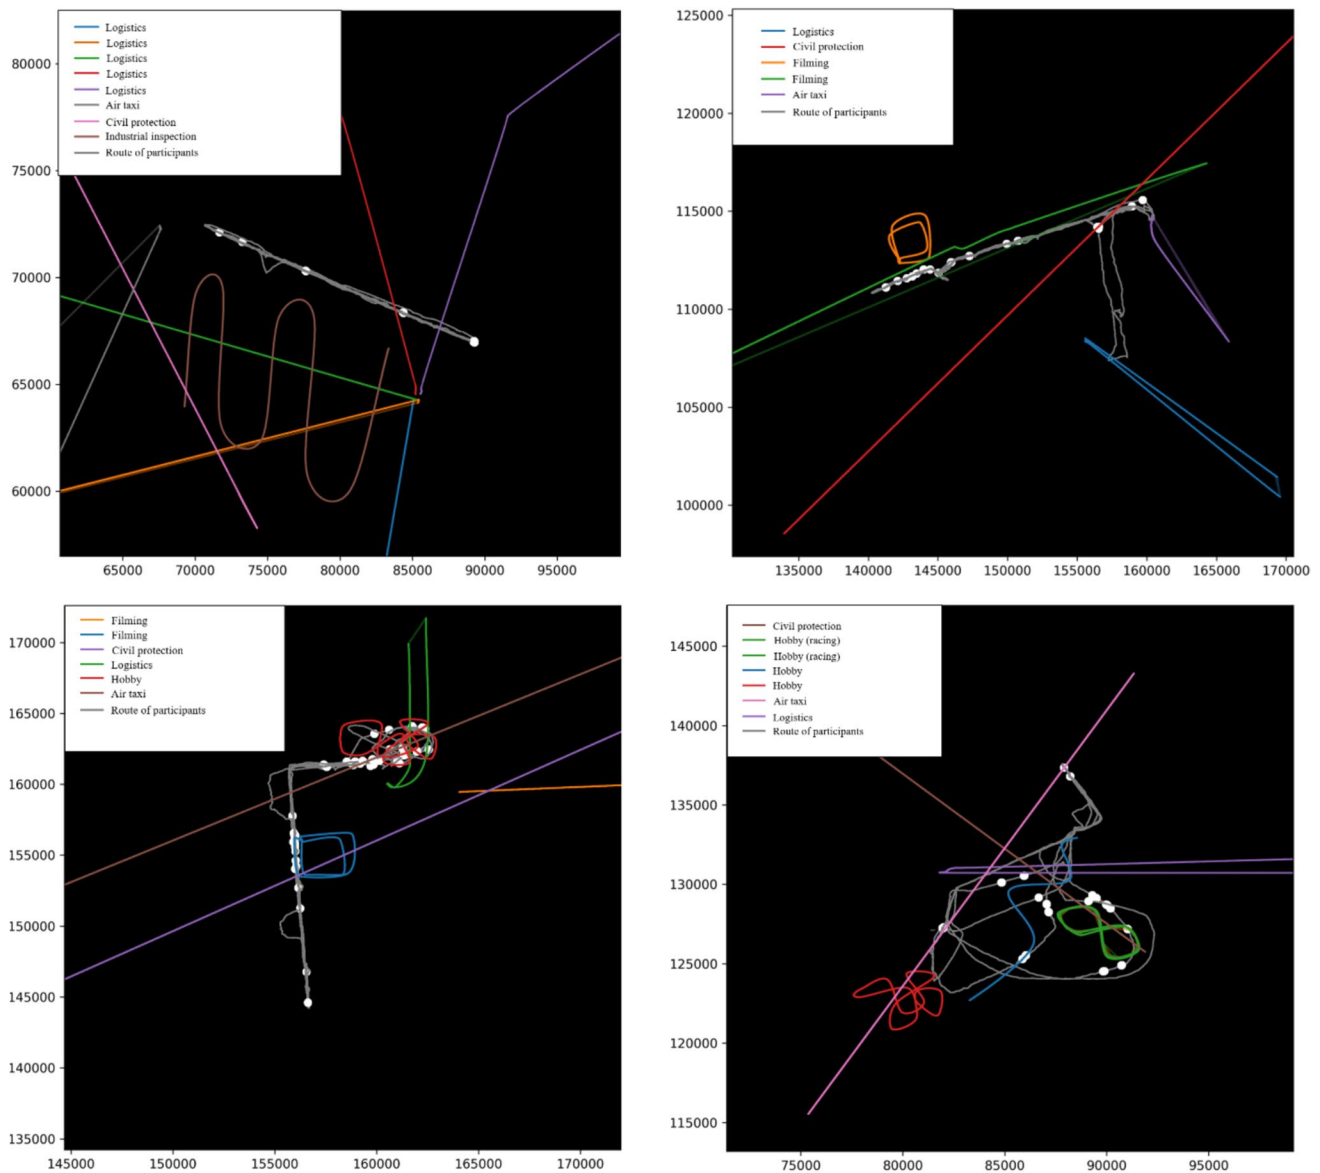 Logistics
Logistics
Logistics
Logistics
Logistics
Air taxi
Civil protection
Industrial inspection
Route of participants
80000
75000
70000
65000
60000
65000 70000 75000 80000 85000 90000 95000
Logistics
Civil protection
Filming
Filming
Air taxi
Route of participants
125000
120000
115000
110000
105000
100000
135000 140000 145000 150000 155000 160000 165000 170000
Filming
Filming
Civil protection
Logistics
Hobby
Air taxi
Route of participants
170000
165000
160000
155000
150000
145000
140000
135000
145000 150000 155000 160000 165000 170000
Civil protection
Hobby (racing)
Hobby (racing)
Hobby
Hobby
Air taxi
Logistics
Route of participants
145000
140000
135000
130000
125000
120000
115000
75000 80000 85000 90000 95000